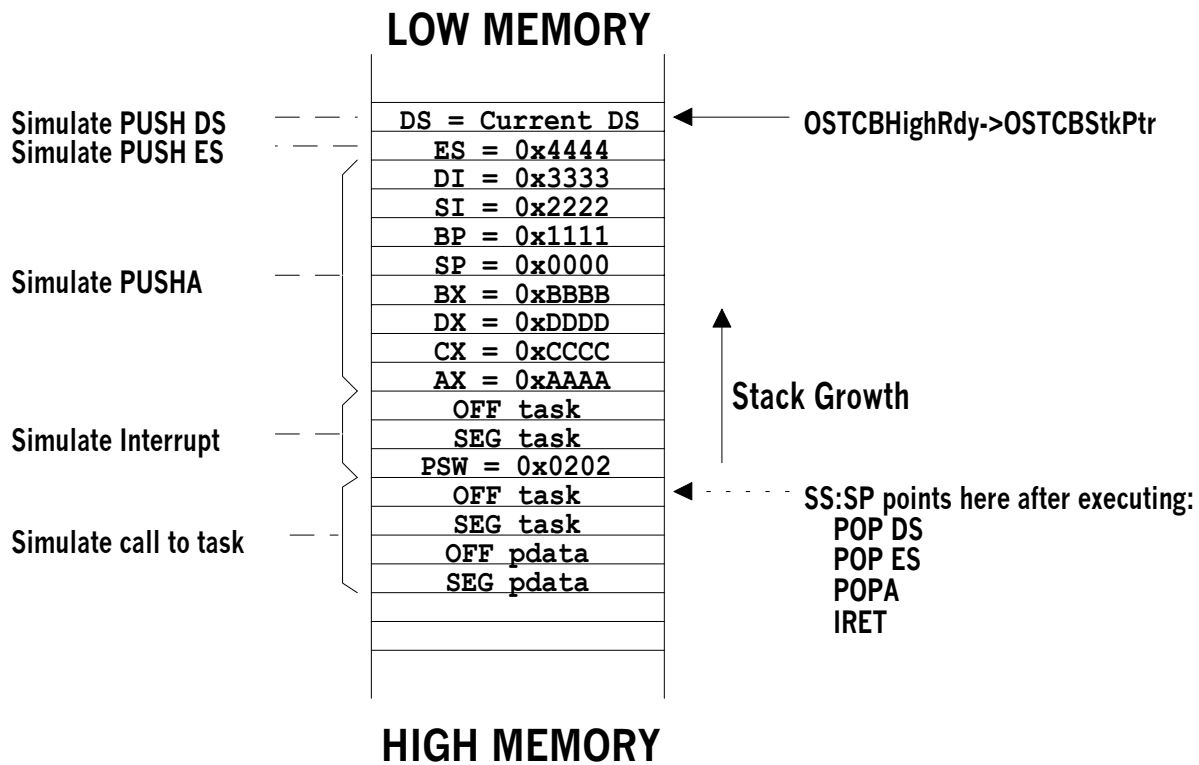 LOW MEMORY
Simulate PUSH DS
DS = Current DS
OSTCBHighRdy->OSTCBStkPtr
Simulate PUSH ES
ES = 0x4444
DI = 0x3333
SI = 0x2222
BP = 0x1111
Simulate PUSHA
SP = 0x0000
BX = 0xBBBB
DX = 0xDDDD
CX = 0xCCCC
AX = 0xAAAA
Stack Growth
OFF task
Simulate Interrupt
SEG task
PSW = 0x0202
OFF task
SS:SP points here after executing:
SEG task
POP DS
Simulate call to task
OFF pdata
POP ES
SEG pdata
POPA
IRET
HIGH MEMORY